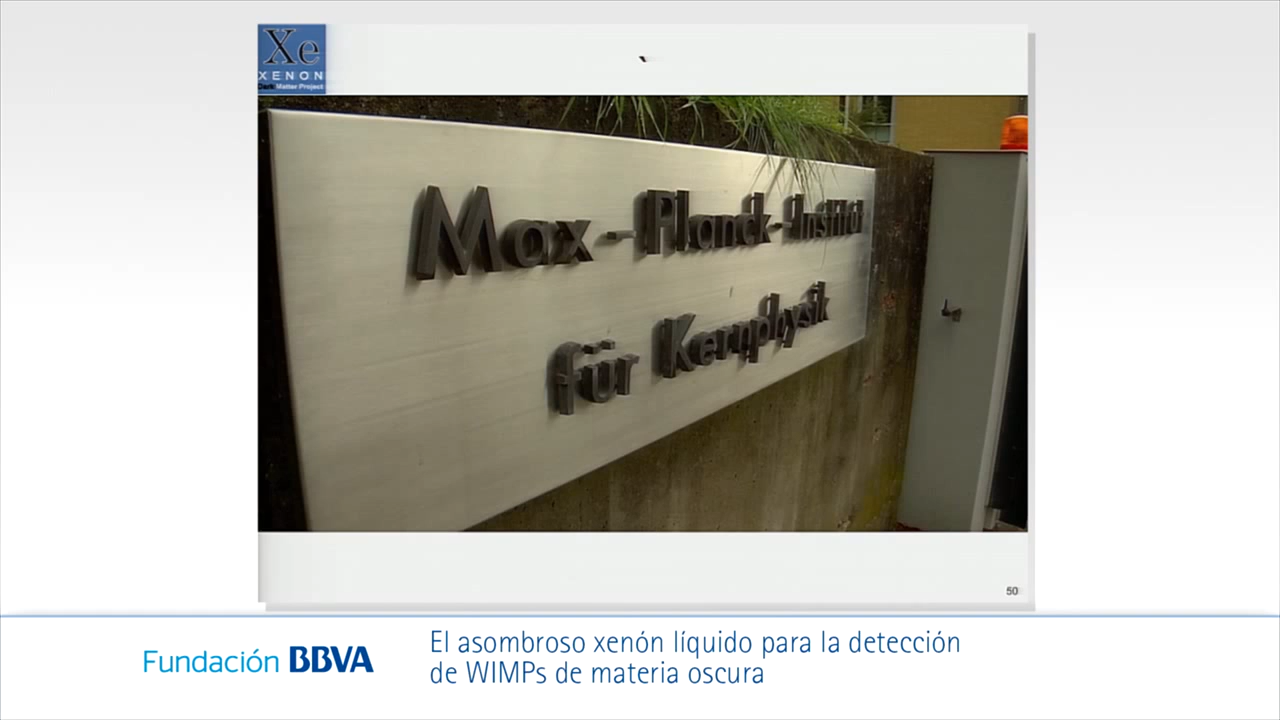 Xe
XENON
Dark Matter Project
Max-Planck-Institut
für Kernphysik
50
Fundación BBVA
El asombroso xenón líquido para la detección
de WIMPs de materia oscura